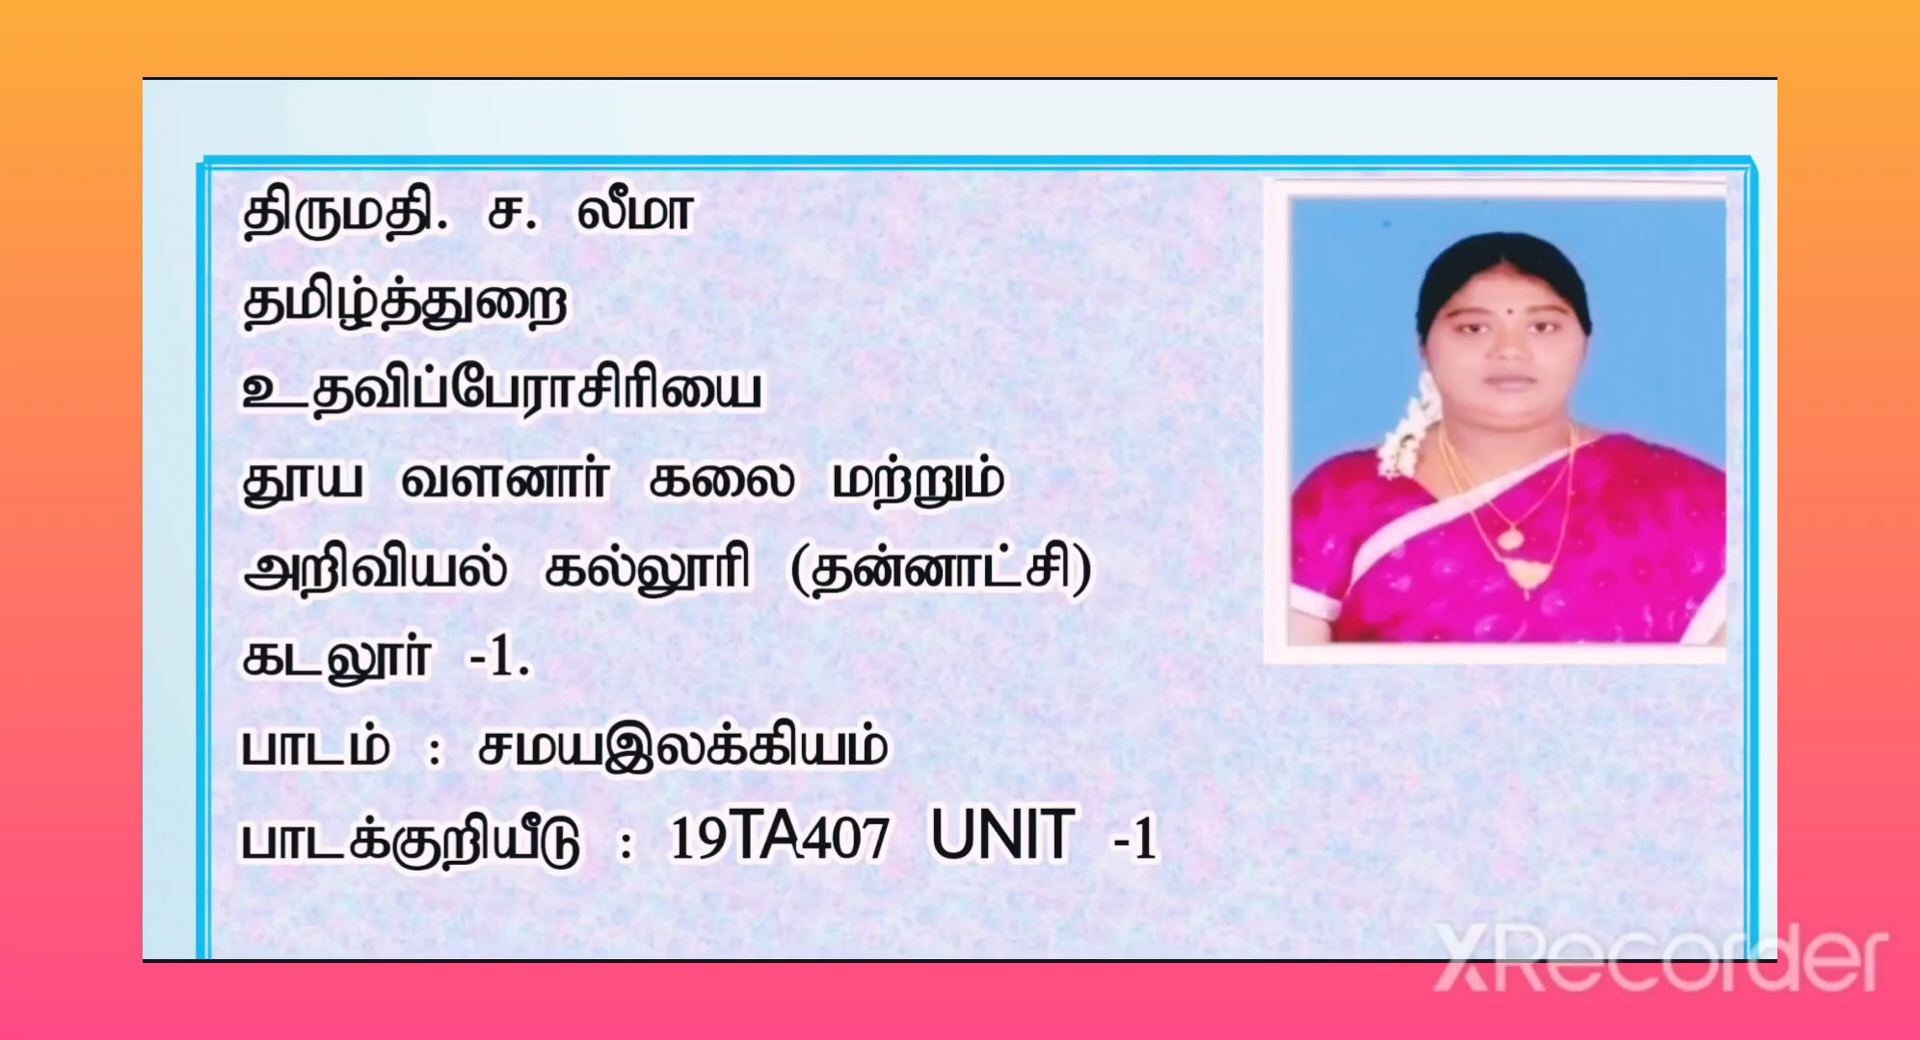 திருமதி. ச. லீமா
தமிழ்த்துறை
உதவிப்பேராசிரியை
தூய வளனார் கலை மற்றும்
அறிவியல் கல்லூரி (தன்னாட்சி)
கடலூர் -1.
பாடம் : சமயஇலக்கியம்
பாடக்குறியீடு : 19TA407 UNIT -1
XRecorder